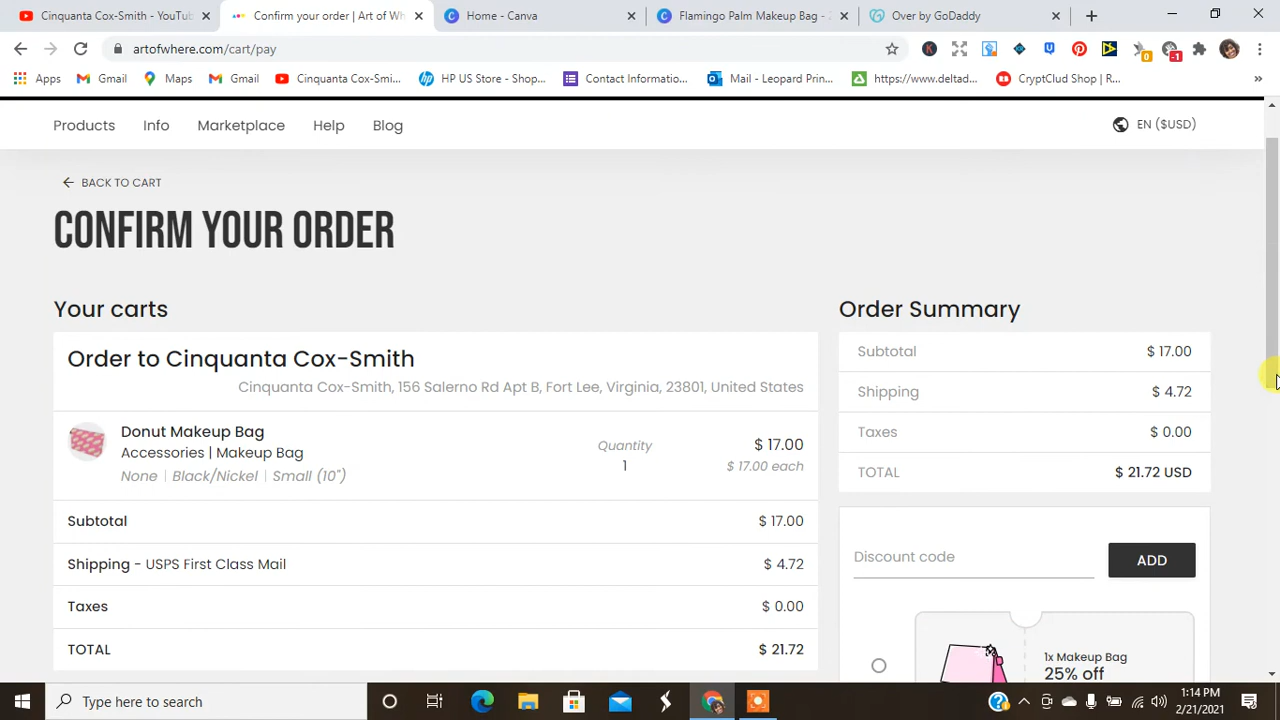 Cinquanta Cox-Smith - YouTu
Confirm your order | Art of Wh
Home - Canva
Flamingo Palm Makeup Bag -
Over by GoDaddy
artofwhere.com/cart/pay
Apps
Gmail
Maps
Gmail
Cinquanta Cox-Smi...
HP US Store - Shop...
Contact Informatio...
Mail - Leopard Prin...
https://www.deltad...
CryptClud Shop | R...
Products
Info
Marketplace
Help
Blog
EN ($USD)
BACK TO CART
CONFIRM YOUR ORDER
Your carts
Order to Cinquanta Cox-Smith
Cinquanta Cox-Smith, 156 Salerno Rd Apt B, Fort Lee, Virginia, 23801, United States
Donut Makeup Bag
Accessories | Makeup Bag
None | Black/Nickel | Small (10")
Quantity
1
$ 17.00
$ 17.00 each
Subtotal $ 17.00
Shipping - USPS First Class Mail $ 4.72
Taxes $ 0.00
TOTAL $ 21.72
Order Summary
Subtotal $ 17.00
Shipping $ 4.72
Taxes $ 0.00
TOTAL $ 21.72 USD
Discount code
ADD
1x Makeup Bag
25% off
Type here to search
1:14 PM
2/21/2021